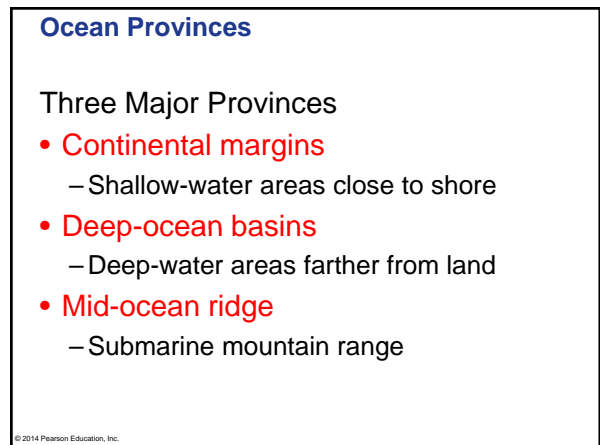 Ocean Provinces
Three Major Provinces
• Continental margins
–Shallow-water areas close to shore
• Deep-ocean basins
–Deep-water areas farther from land
• Mid-ocean ridge
–Submarine mountain range
© 2014 Pearson Education, Inc.